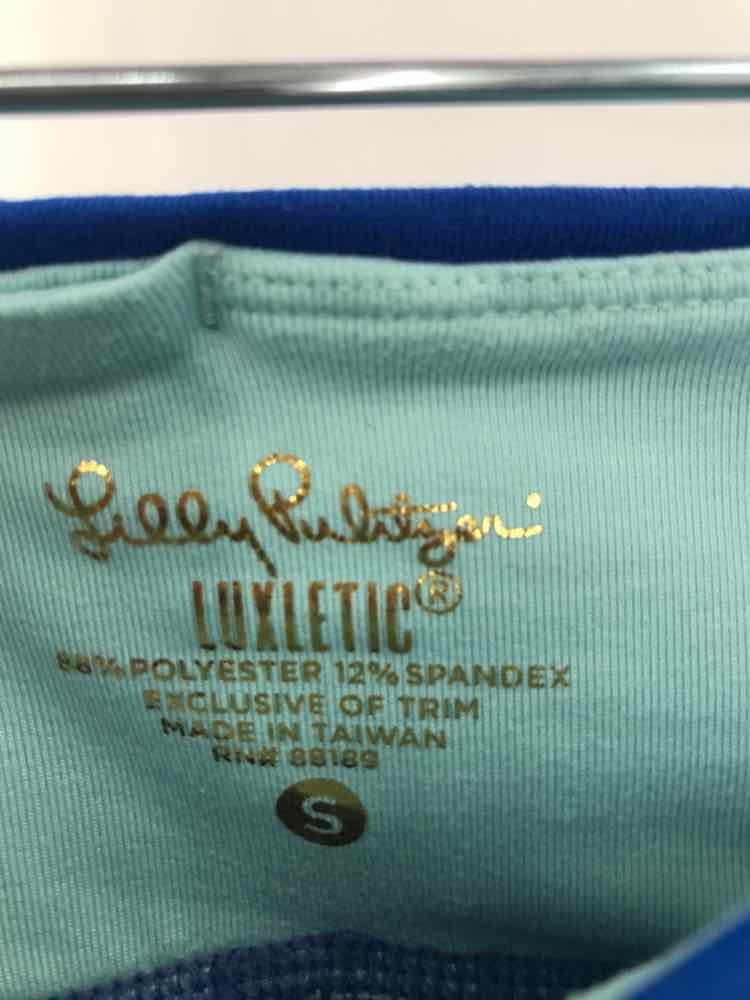 Lilly Pulitzer
LUXLETIC®
88% POLYESTER 12% SPANDEX
EXCLUSIVE OF TRIM
MADE IN TAIWAN
RN# 88189
S